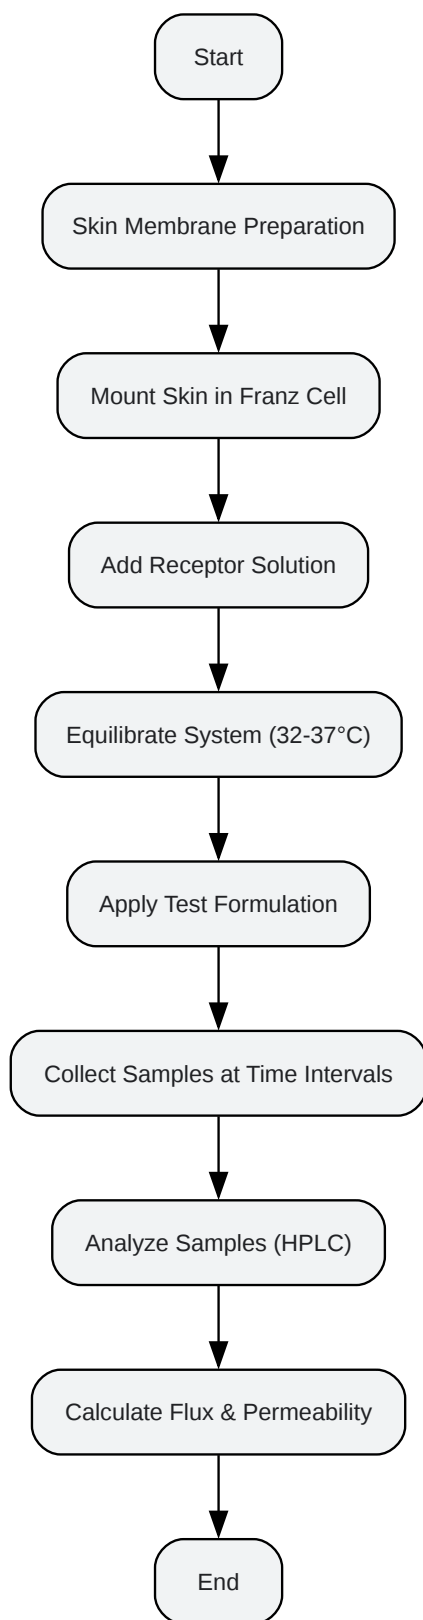 Start
Skin Membrane Preparation
Mount Skin in Franz Cell
Add Receptor Solution
Equilibrate System (32-37°C)
Apply Test Formulation
Collect Samples at Time Intervals
Analyze Samples (HPLC)
Calculate Flux & Permeability
End